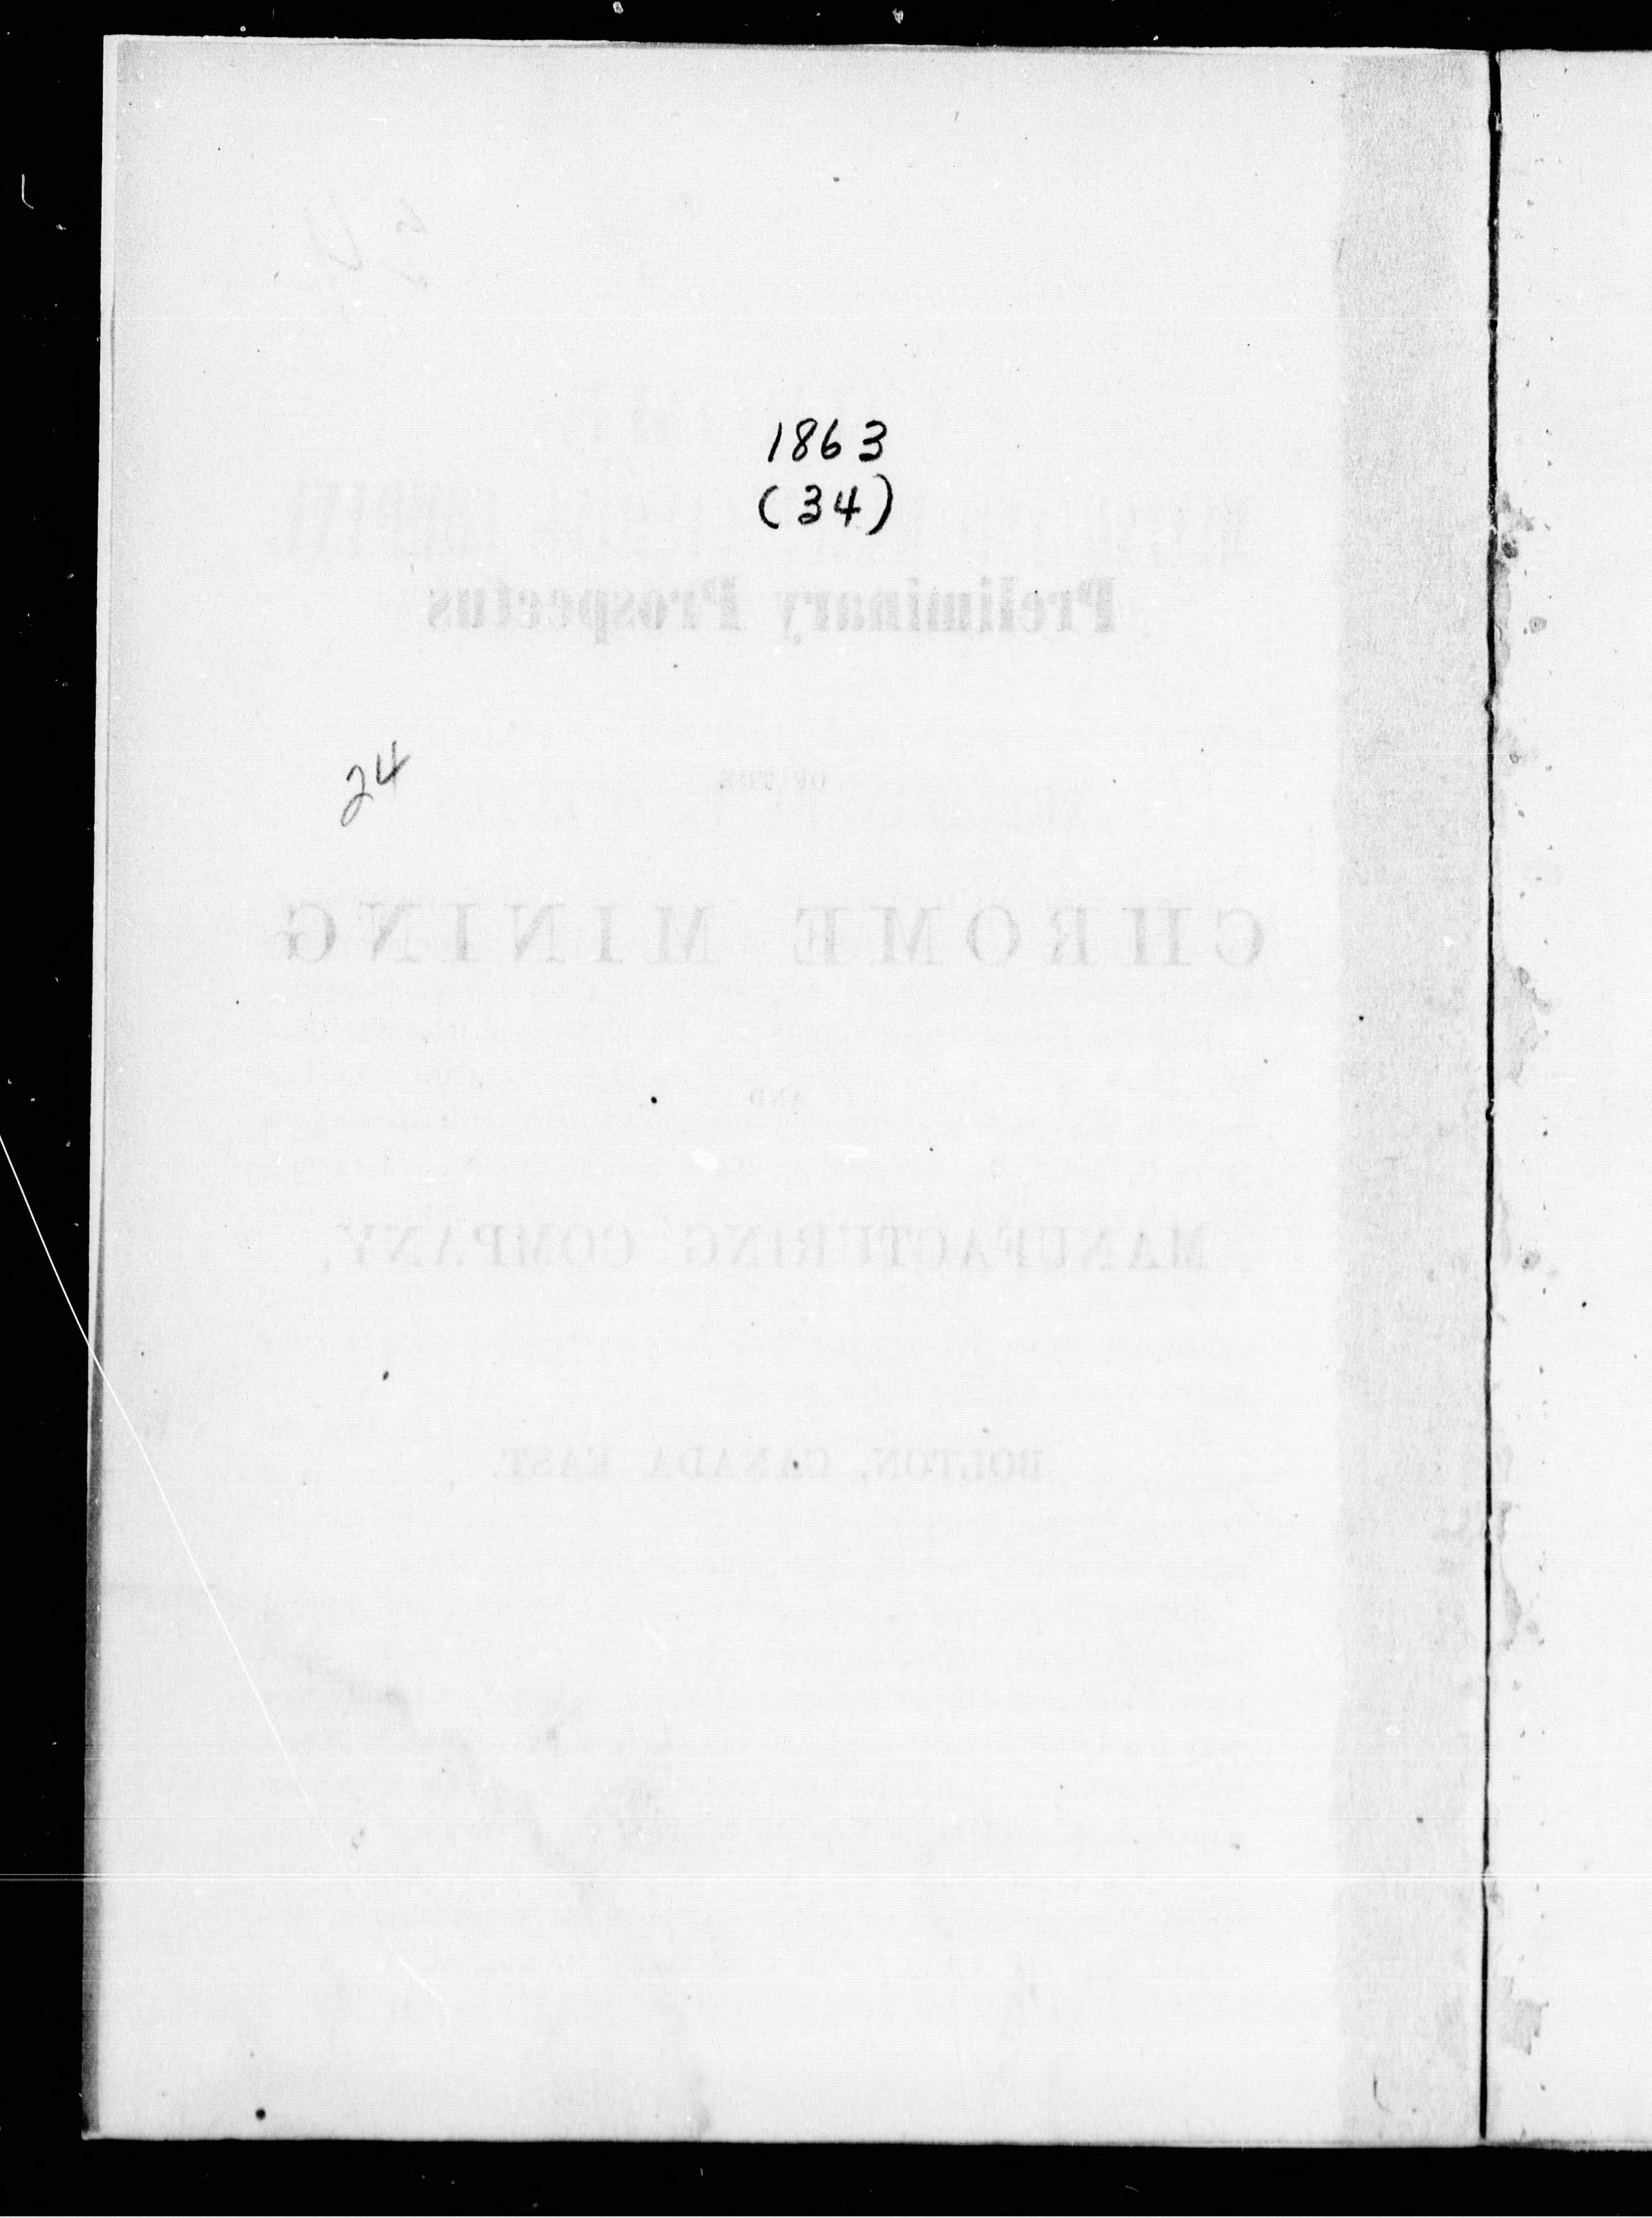 1863
(34)
Preliminary Prospectus
24
OF THE
CHROME MINING
AND
MANUFACTURING COMPANY,
BOLTON, CANADA EAST.